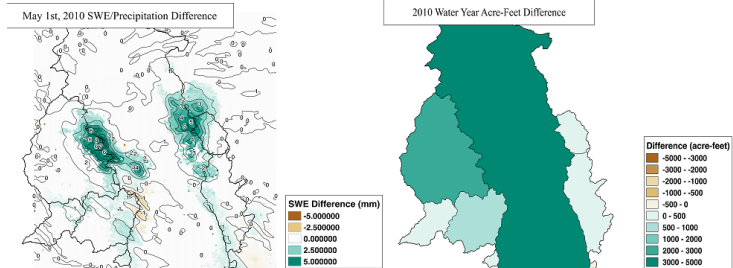 May 1st, 2010 SWE/Precipitation Difference
2010 Water Year Acre-Feet Difference
SWE Difference (mm)
-5.000000
-2.500000
0.000000
2.500000
5.000000
Difference (acre-feet)
-5000 - -3000
-3000 - -2000
-2000 - -1000
-1000 - -500
-500 - 0
0 - 500
500 - 1000
1000 - 2000
2000 - 3000
3000 - 5000